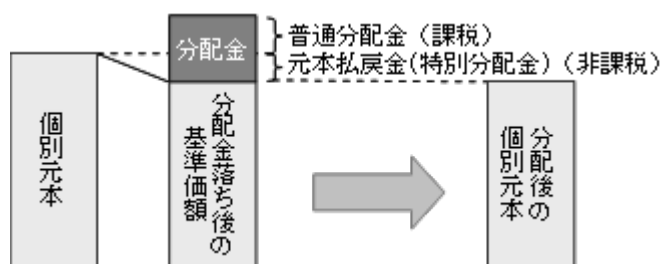 分配金
普通分配金（課税）
元本払戻金(特別分配金)（非課税）
個別元本
分配金落ち後の
基準価額
分配後の
個別元本